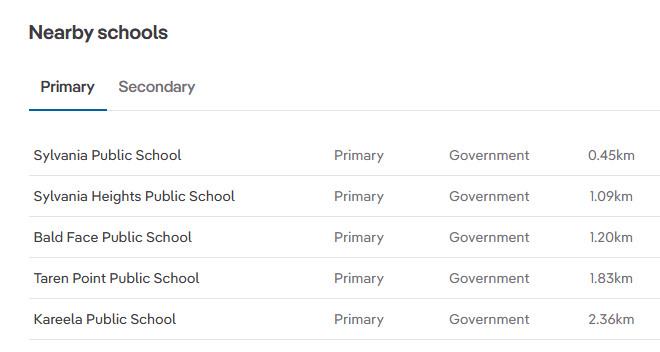 Nearby schools
Primary Secondary
Sylvania Public School Primary Government 0.45km
Sylvania Heights Public School Primary Government 1.09km
Bald Face Public School Primary Government 1.20km
Taren Point Public School Primary Government 1.83km
Kareela Public School Primary Government 2.36km